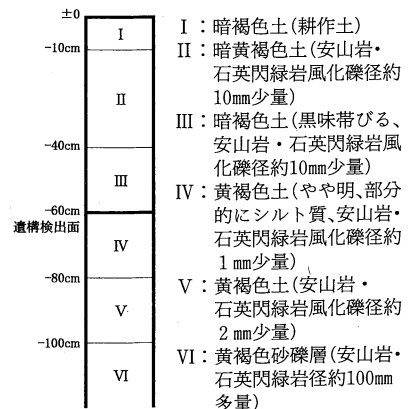 ±0
-10cm
-40cm
-60cm
遺構検出面
-80cm
-100cm
I
II
III
IV
V
VI
I：暗褐色土(耕作土)
II：暗黄褐色土(安山岩・
石英閃緑岩風化礫径約
10mm少量)
III：暗褐色土(黒味帯びる、
安山岩・石英閃緑岩風
化礫径約10mm少量)
IV：黄褐色土(やや明、部分
的にシルト質、安山岩・
石英閃緑岩風化礫径約
1mm少量)
V：黄褐色土(安山岩・
石英閃緑岩風化礫径約
2mm少量)
VI：黄褐色砂礫層(安山岩・
石英閃緑岩径約100mm
多量)